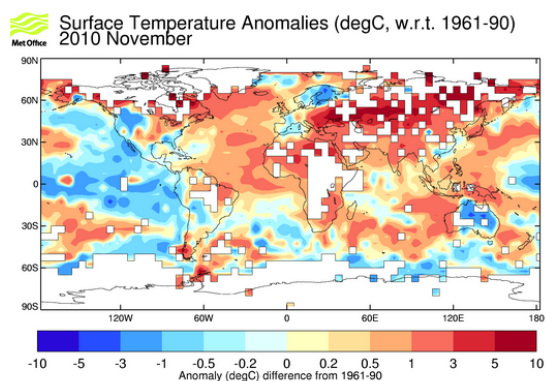 Met Office
Surface Temperature Anomalies (degC, w.r.t. 1961-90)
2010 November
90N
60N
30N
0
30S
60S
90S
120W 60W 0 60E 120E 180
-10 -5 -3 -1 -0.5 -0.2 0 0.2 0.5 1 3 5 10
Anomaly (degC) difference from 1961-90